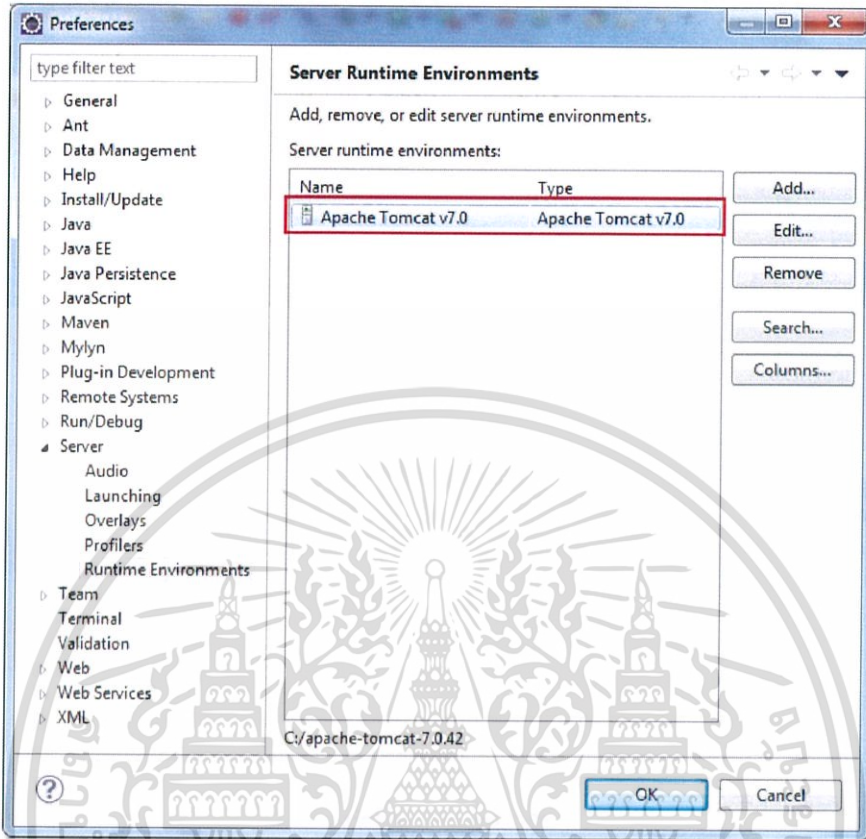 Preferences
type filter text
General
Ant
Data Management
Help
Install/Update
Java
Java EE
Java Persistence
JavaScript
Maven
Mylyn
Plug-in Development
Remote Systems
Run/Debug
Server
Audio
Launching
Overlays
Profilers
Runtime Environments
Team
Terminal
Validation
Web
Web Services
XML
Server Runtime Environments
Add, remove, or edit server runtime environments.
Server runtime environments:
Name Type
Apache Tomcat v7.0 Apache Tomcat v7.0
Add...
Edit...
Remove
Search...
Columns...
C:/apache-tomcat-7.0.42
OK
Cancel